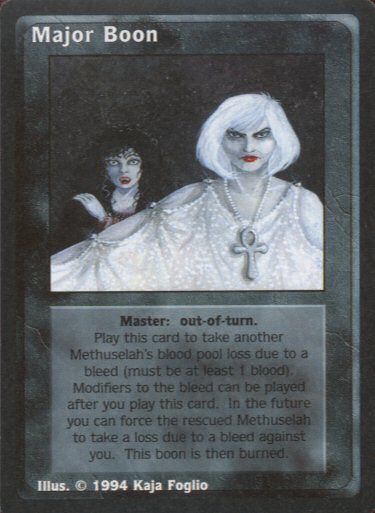 Major Boon
Master:  out-of-turn.
Play this card to take another
Methuselah's blood pool loss due to a
bleed (must be at least 1 blood).
Modifiers to the bleed can be played
after you play this card.  In the future
you can force the rescued Methuselah
to take a loss due to a bleed against
you.  This boon is then burned.
Illus. © 1994 Kaja Foglio